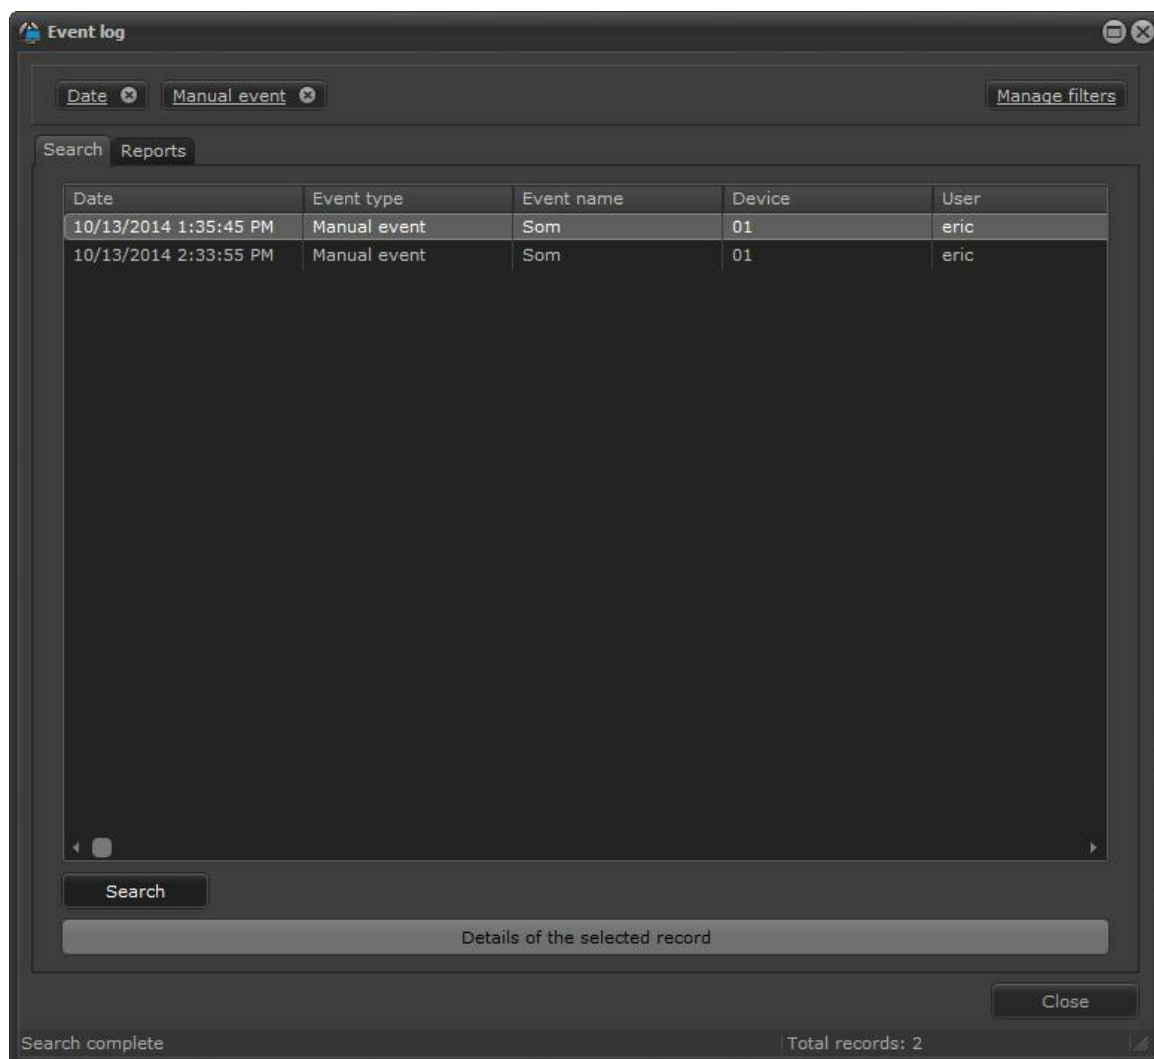 Event log
Date Manual event Manage filters
Search Reports
Date Event type Event name Device User
10/13/2014 1:35:45 PM Manual event Som 01 eric
10/13/2014 2:33:55 PM Manual event Som 01 eric
Search
Details of the selected record
Close
Search complete Total records: 2